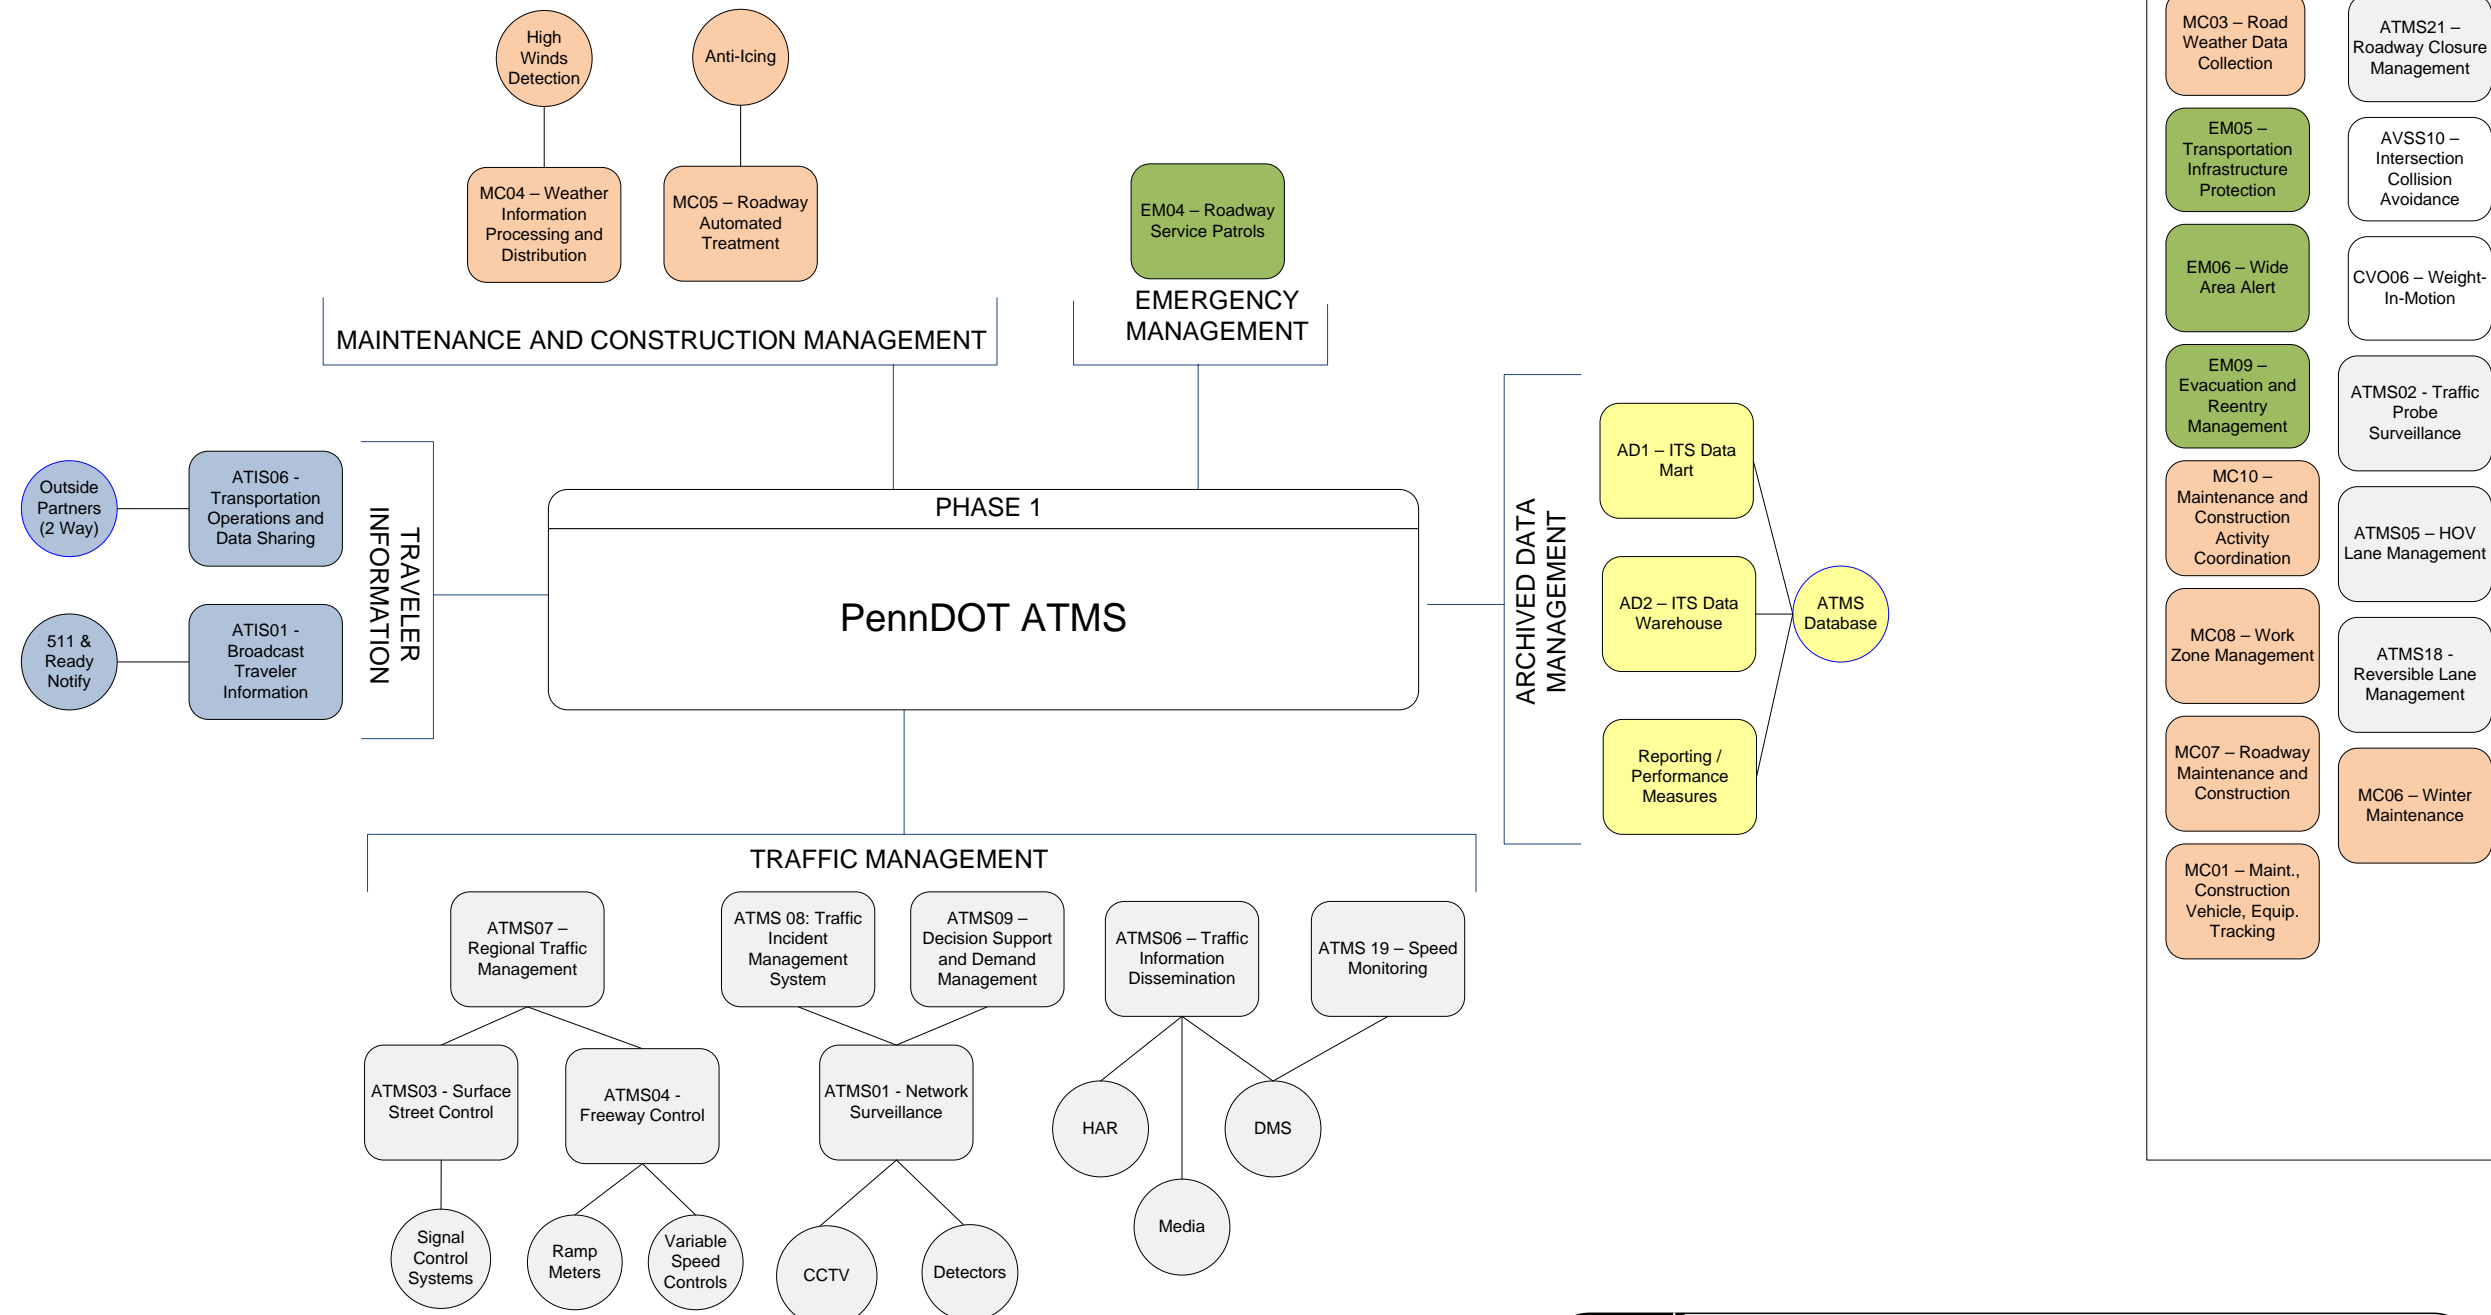 High
Winds
Detection
Anti-Icing
MC04 – Weather
Information
Processing and
Distribution
MC05 – Roadway
Automated
Treatment
EM04 – Roadway
Service Patrols
MAINTENANCE AND CONSTRUCTION MANAGEMENT
EMERGENCY
MANAGEMENT
Outside
Partners
(2 Way)
ATIS06 -
Transportation
Operations and
Data Sharing
511 &
Ready
Notify
ATIS01 -
Broadcast
Traveler
Information
TRAVELER
INFORMATION
PHASE 1
PennDOT ATMS
ARCHIVED DATA
MANAGEMENT
AD1 – ITS Data
Mart
AD2 – ITS Data
Warehouse
Reporting /
Performance
Measures
ATMS
Database
TRAFFIC MANAGEMENT
ATMS07 –
Regional Traffic
Management
ATMS 08: Traffic
Incident
Management
System
ATMS09 –
Decision Support
and Demand
Management
ATMS06 – Traffic
Information
Dissemination
ATMS 19 – Speed
Monitoring
ATMS03 - Surface
Street Control
ATMS04 -
Freeway Control
ATMS01 - Network
Surveillance
HAR
DMS
Media
Signal
Control
Systems
Ramp
Meters
Variable
Speed
Controls
CCTV
Detectors
MC03 – Road
Weather Data
Collection
EM05 –
Transportation
Infrastructure
Protection
EM06 – Wide
Area Alert
EM09 –
Evacuation and
Reentry
Management
MC10 –
Maintenance and
Construction
Activity
Coordination
MC08 – Work
Zone Management
MC07 – Roadway
Maintenance and
Construction
MC01 – Maint.,
Construction
Vehicle, Equip.
Tracking
ATMS21 –
Roadway Closure
Management
AVSS10 –
Intersection
Collision
Avoidance
CVO06 – Weight-
In-Motion
ATMS02 - Traffic
Probe
Surveillance
ATMS05 – HOV
Lane Management
ATMS18 -
Reversible Lane
Management
MC06 – Winter
Maintenance